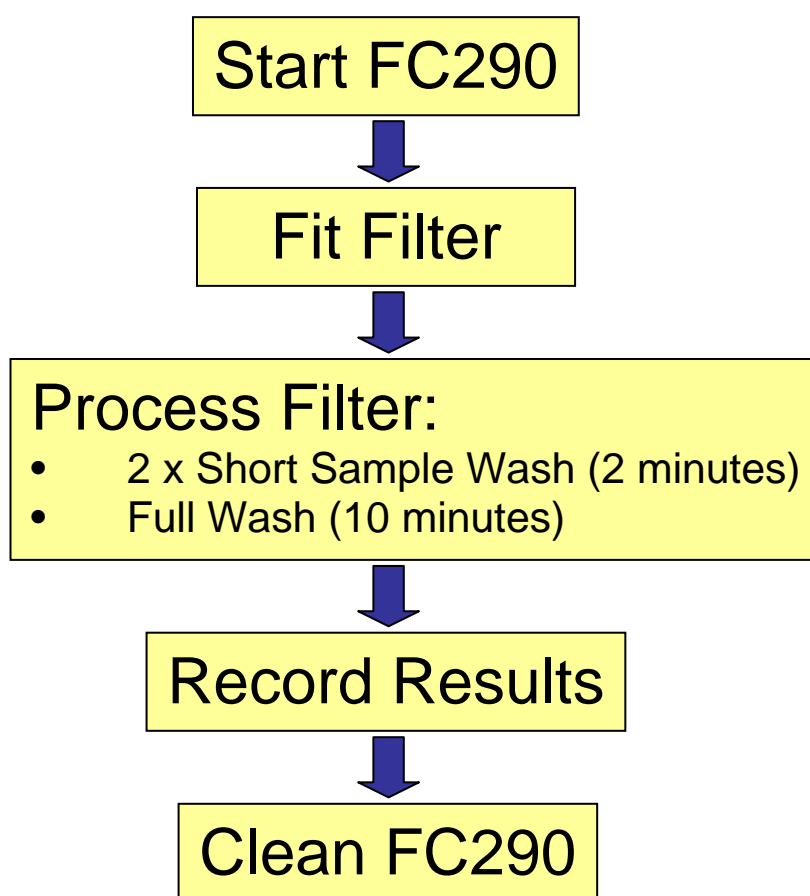 Start FC290
Fit Filter
Process Filter:
• 2 x Short Sample Wash (2 minutes)
• Full Wash (10 minutes)
Record Results
Clean FC290